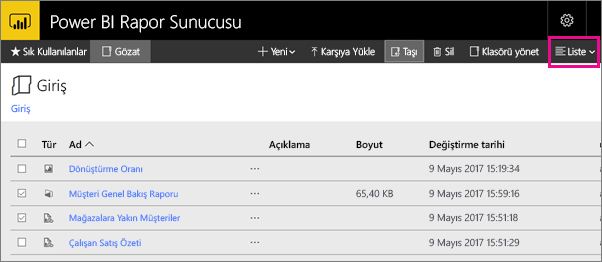 Power BI Rapor Sunucusu
Sık Kullanılanlar Gözat Yeni Karşıya Yükle Taşı Sil Klasörü yönet Liste
Giriş
Giriş
Tür Ad Açıklama Boyut Değiştirme tarihi
Dönüştürme Oranı ... 9 Mayıs 2017 15:19:34
Müşteri Genel Bakış Raporu ... 65,40 KB 9 Mayıs 2017 15:59:16
Mağazalara Yakın Müşteriler ... 9 Mayıs 2017 15:51:18
Çalışan Satış Özeti ... 9 Mayıs 2017 15:51:29